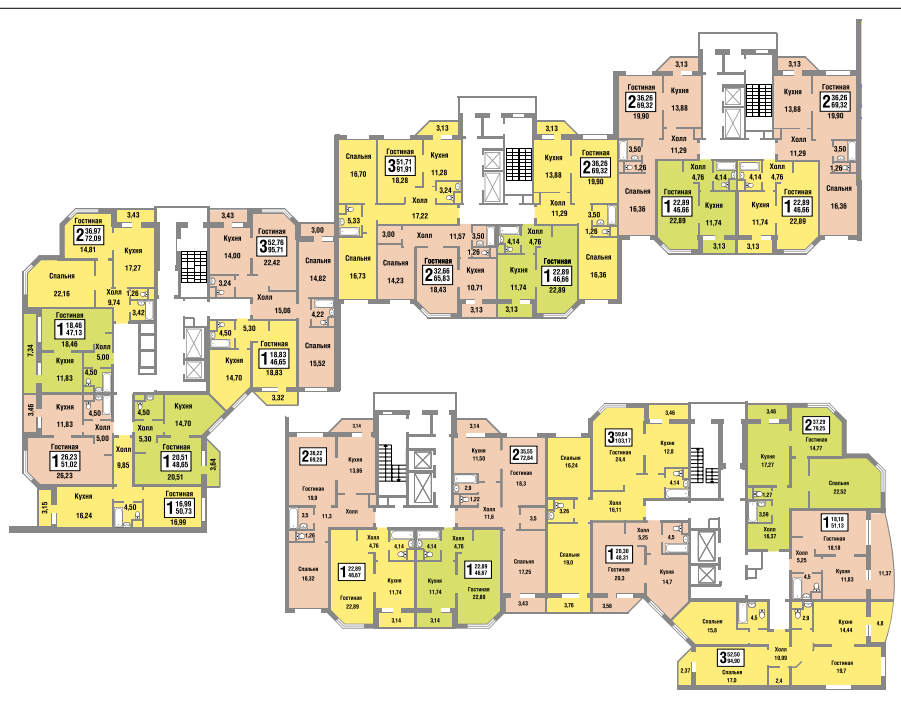 3,13
Гостиная
2 36,26
69,32
19,90
Кухня
13,88
Холл
11,29
3,50
1,26
Спальня
16,36
Холл
4,76
4,14
1 22,89
46,66
Гостиная
22,89
Кухня
11,74
3,13
3,13
Кухня
13,88
Гостиная
2 36,26
69,32
19,90
Холл
11,29
3,50
1,26
Спальня
16,36
4,14
Холл
4,76
Гостиная
1 22,89
46,66
22,89
Кухня
11,74
3,13
3,13
Спальня
16,70
Гостиная
3 51,71
91,91
18,28
Кухня
11,28
3,24
Холл
17,22
5,33
Спальня
16,73
3,00
Холл
11,57
3,50
1,26
Спальня
14,23
2 32,66
65,83
Гостиная
18,43
Кухня
10,71
3,13
3,13
Кухня
13,88
Гостиная
2 36,26
69,32
19,90
Холл
11,29
3,50
1,26
Спальня
16,36
4,14
Холл
4,76
Кухня
11,74
Гостиная
1 22,89
46,66
22,89
3,13
Гостиная
2 36,97
72,09
14,81
3,43
Кухня
17,27
Спальня
22,16
Холл
9,74
1,26
3,42
3,43
Кухня
14,00
Гостиная
3 52,76
95,71
22,42
3,00
Спальня
14,82
3,24
Холл
15,06
4,22
Спальня
15,52
4,50
5,30
Кухня
14,70
Гостиная
1 18,83
46,65
18,83
3,32
Гостиная
1 18,46
47,13
18,46
7,34
Холл
5,00
Кухня
11,83
4,50
3,46
Кухня
11,83
4,50
Холл
5,00
Гостиная
1 26,23
51,02
26,23
4,50
Кухня
14,70
Холл
5,30
Гостиная
1 20,51
48,65
20,51
3,64
Холл
9,85
3,15
Кухня
16,24
4,50
Гостиная
1 16,99
50,73
16,99
3,14
2 36,22
69,28
Гостиная
19,9
Кухня
13,86
3,5
11,3
Холл
1,26
Спальня
16,32
Холл
4,76
4,14
1 22,89
46,67
Гостиная
22,89
Кухня
11,74
3,14
3,14
Кухня
11,50
2 35,55
72,84
Гостиная
18,3
2,9
1,22
Холл
11,6
3,5
Спальня
17,25
3,43
4,14
Холл
4,76
Кухня
11,74
1 22,89
46,67
Гостиная
22,89
3,14
3 59,64
103,17
Гостиная
24,4
3,46
Кухня
12,8
4,14
Спальня
16,24
Холл
16,11
3,25
Спальня
19,0
3,76
Холл
5,25
4,5
1 20,30
48,31
Гостиная
20,3
Кухня
14,7
3,56
3,46
2 37,29
79,25
Гостиная
14,77
Кухня
17,27
Спальня
22,52
1,27
3,59
Холл
16,37
1 18,18
51,13
Гостиная
18,18
Холл
5,25
4,5
Кухня
11,83
11,37
Спальня
15,8
4,5
2,9
Кухня
14,44
4,8
Холл
10,99
3 52,50
94,90
Спальня
17,0
2,37
2,4
Гостиная
19,7